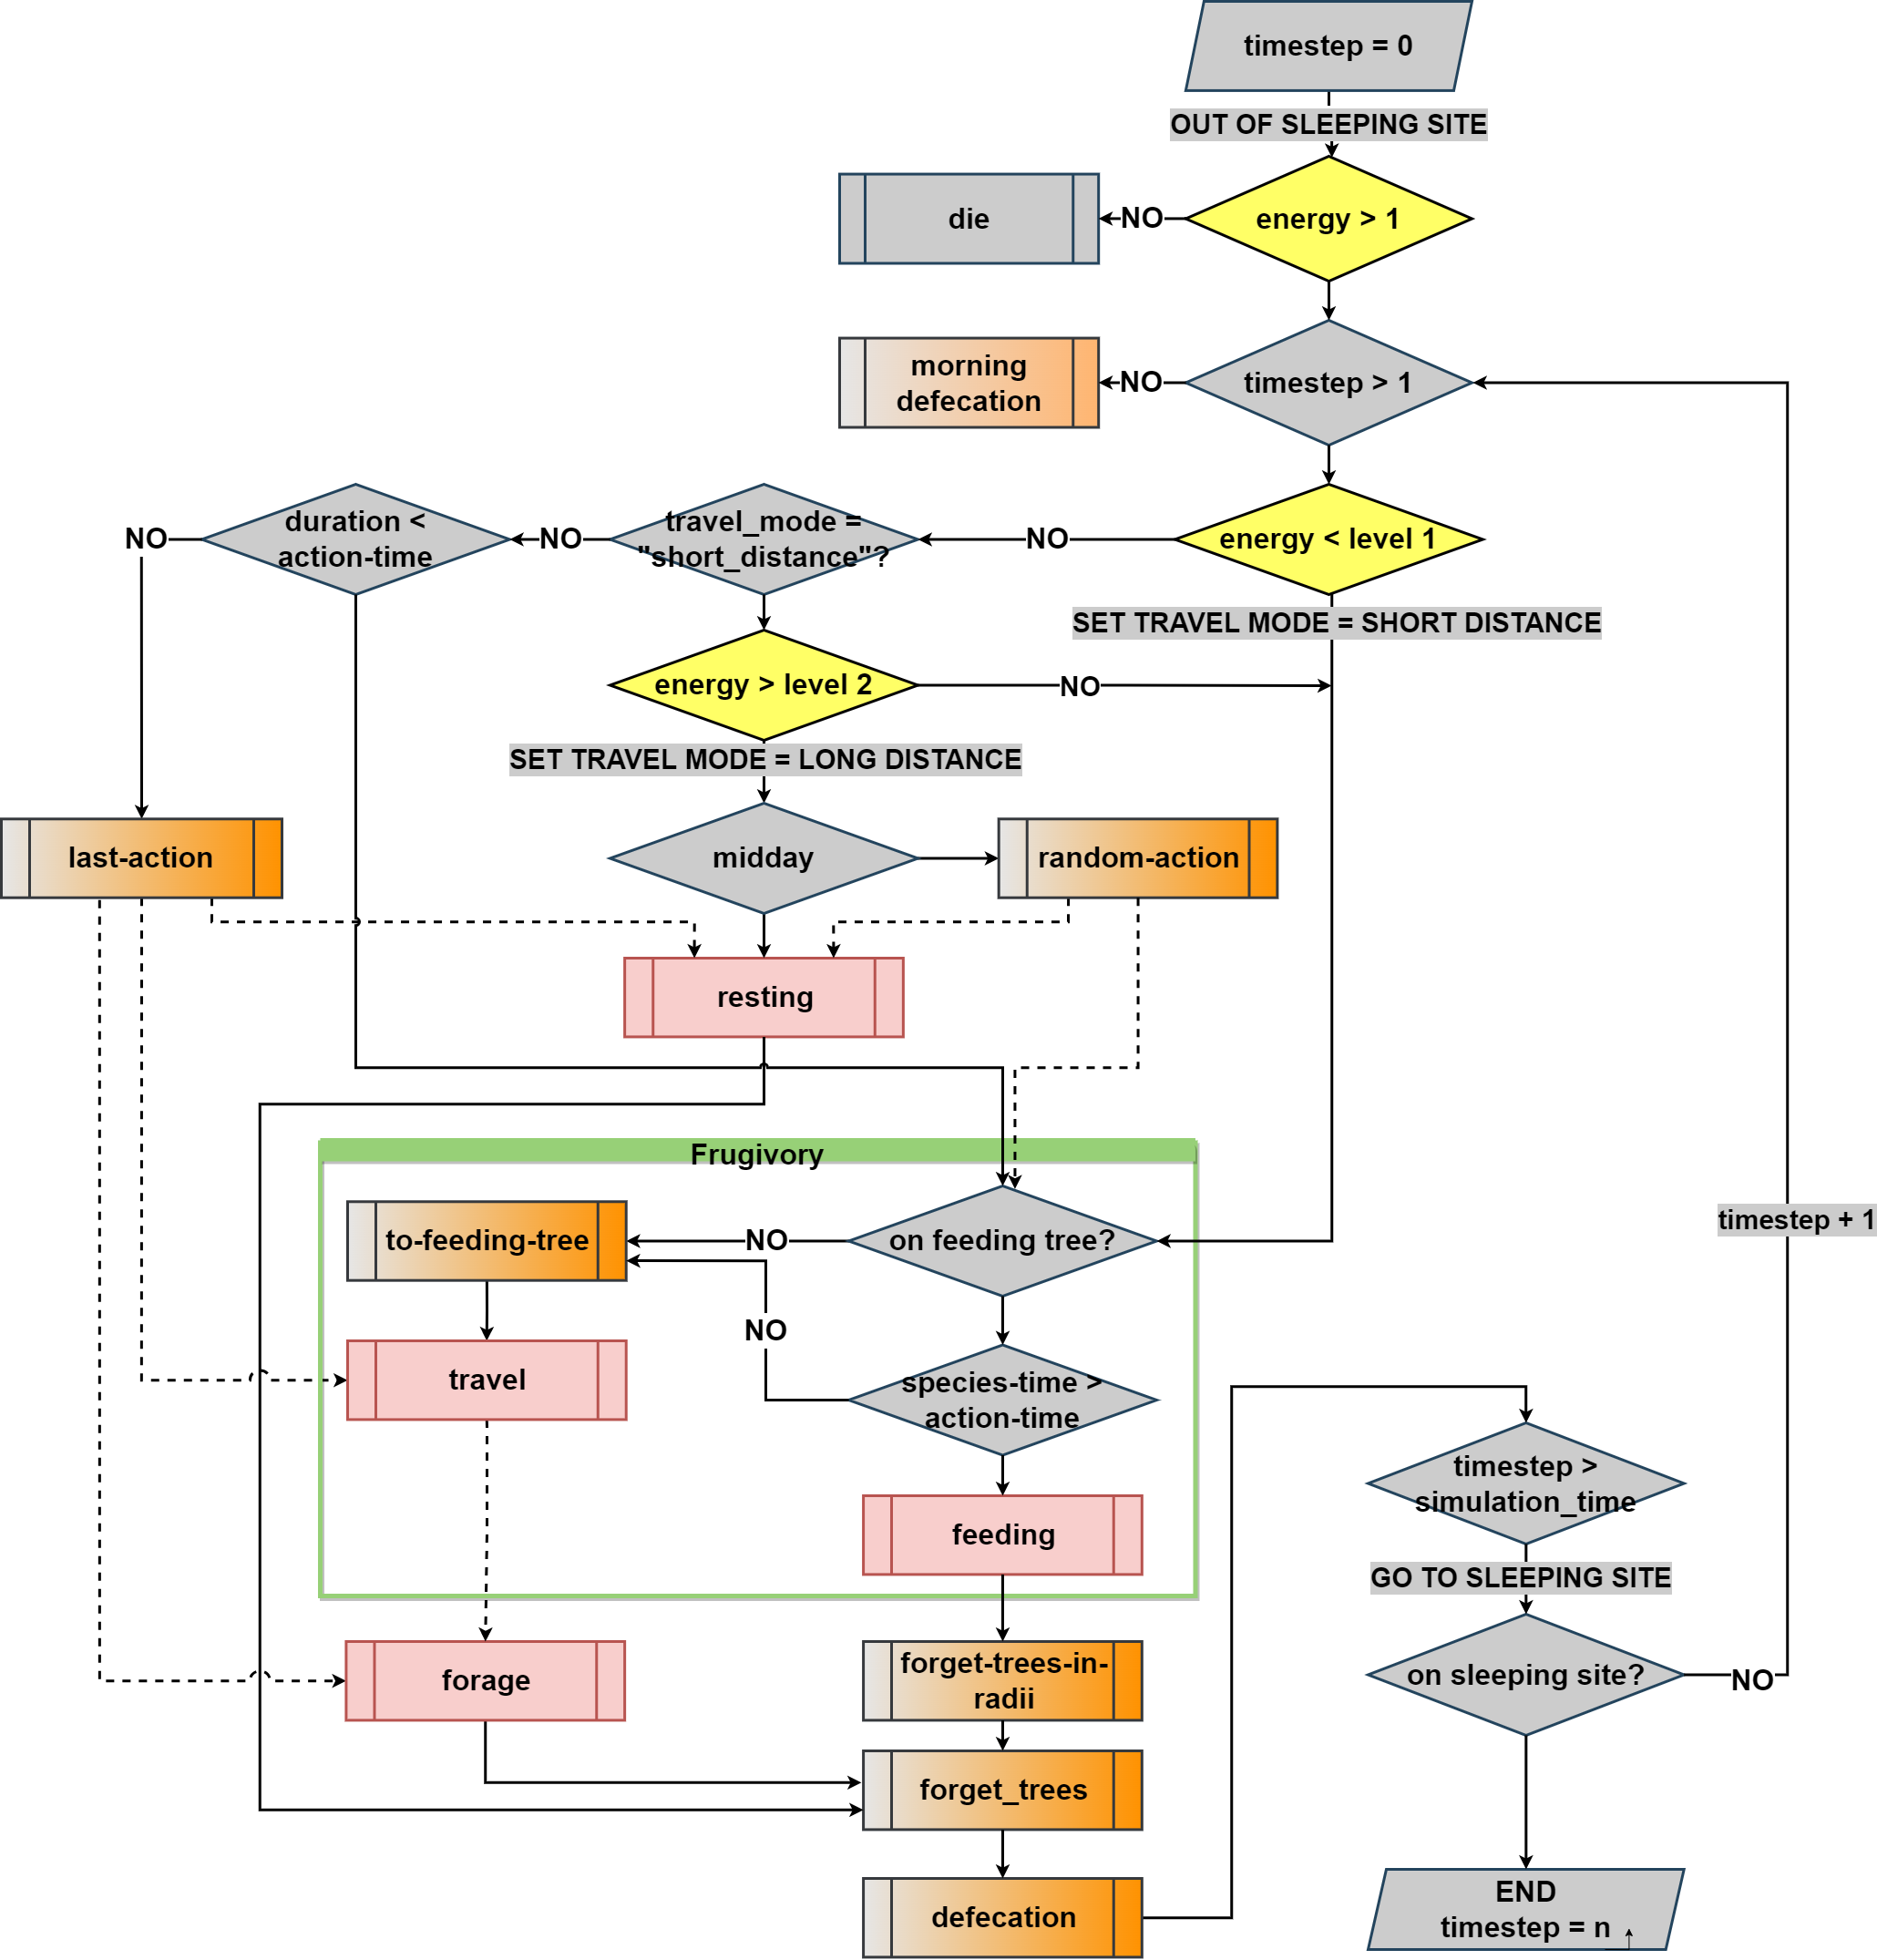 timestep = 0
OUT OF SLEEPING SITE
energy > 1
NO
die
timestep > 1
NO
morning
defecation
energy < level 1
NO
travel_mode =
"short_distance"?
NO
duration <
action-time
NO
SET TRAVEL MODE = SHORT DISTANCE
energy > level 2
NO
SET TRAVEL MODE = LONG DISTANCE
last-action
midday
random-action
resting
Frugivory
to-feeding-tree
NO
on feeding tree?
timestep + 1
NO
travel
species-time >
action-time
timestep >
simulation_time
feeding
GO TO SLEEPING SITE
forage
forget-trees-in-
radii
on sleeping site?
NO
forget_trees
defecation
END
timestep = n